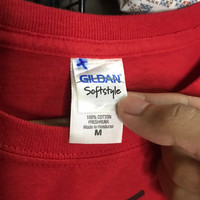 GILDAN
Softstyle
100% COTTON
PRESHRUNK
Made in Honduras
M